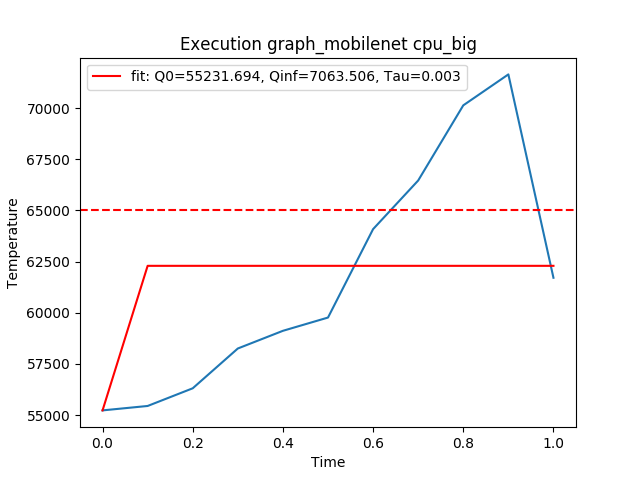 Execution graph_mobilenet cpu_big
fit: Q0=55231.694, Qinf=7063.506, Tau=0.003
70000
67500
65000
62500
60000
57500
55000
Temperature
0.0 0.2 0.4 0.6 0.8 1.0
Time